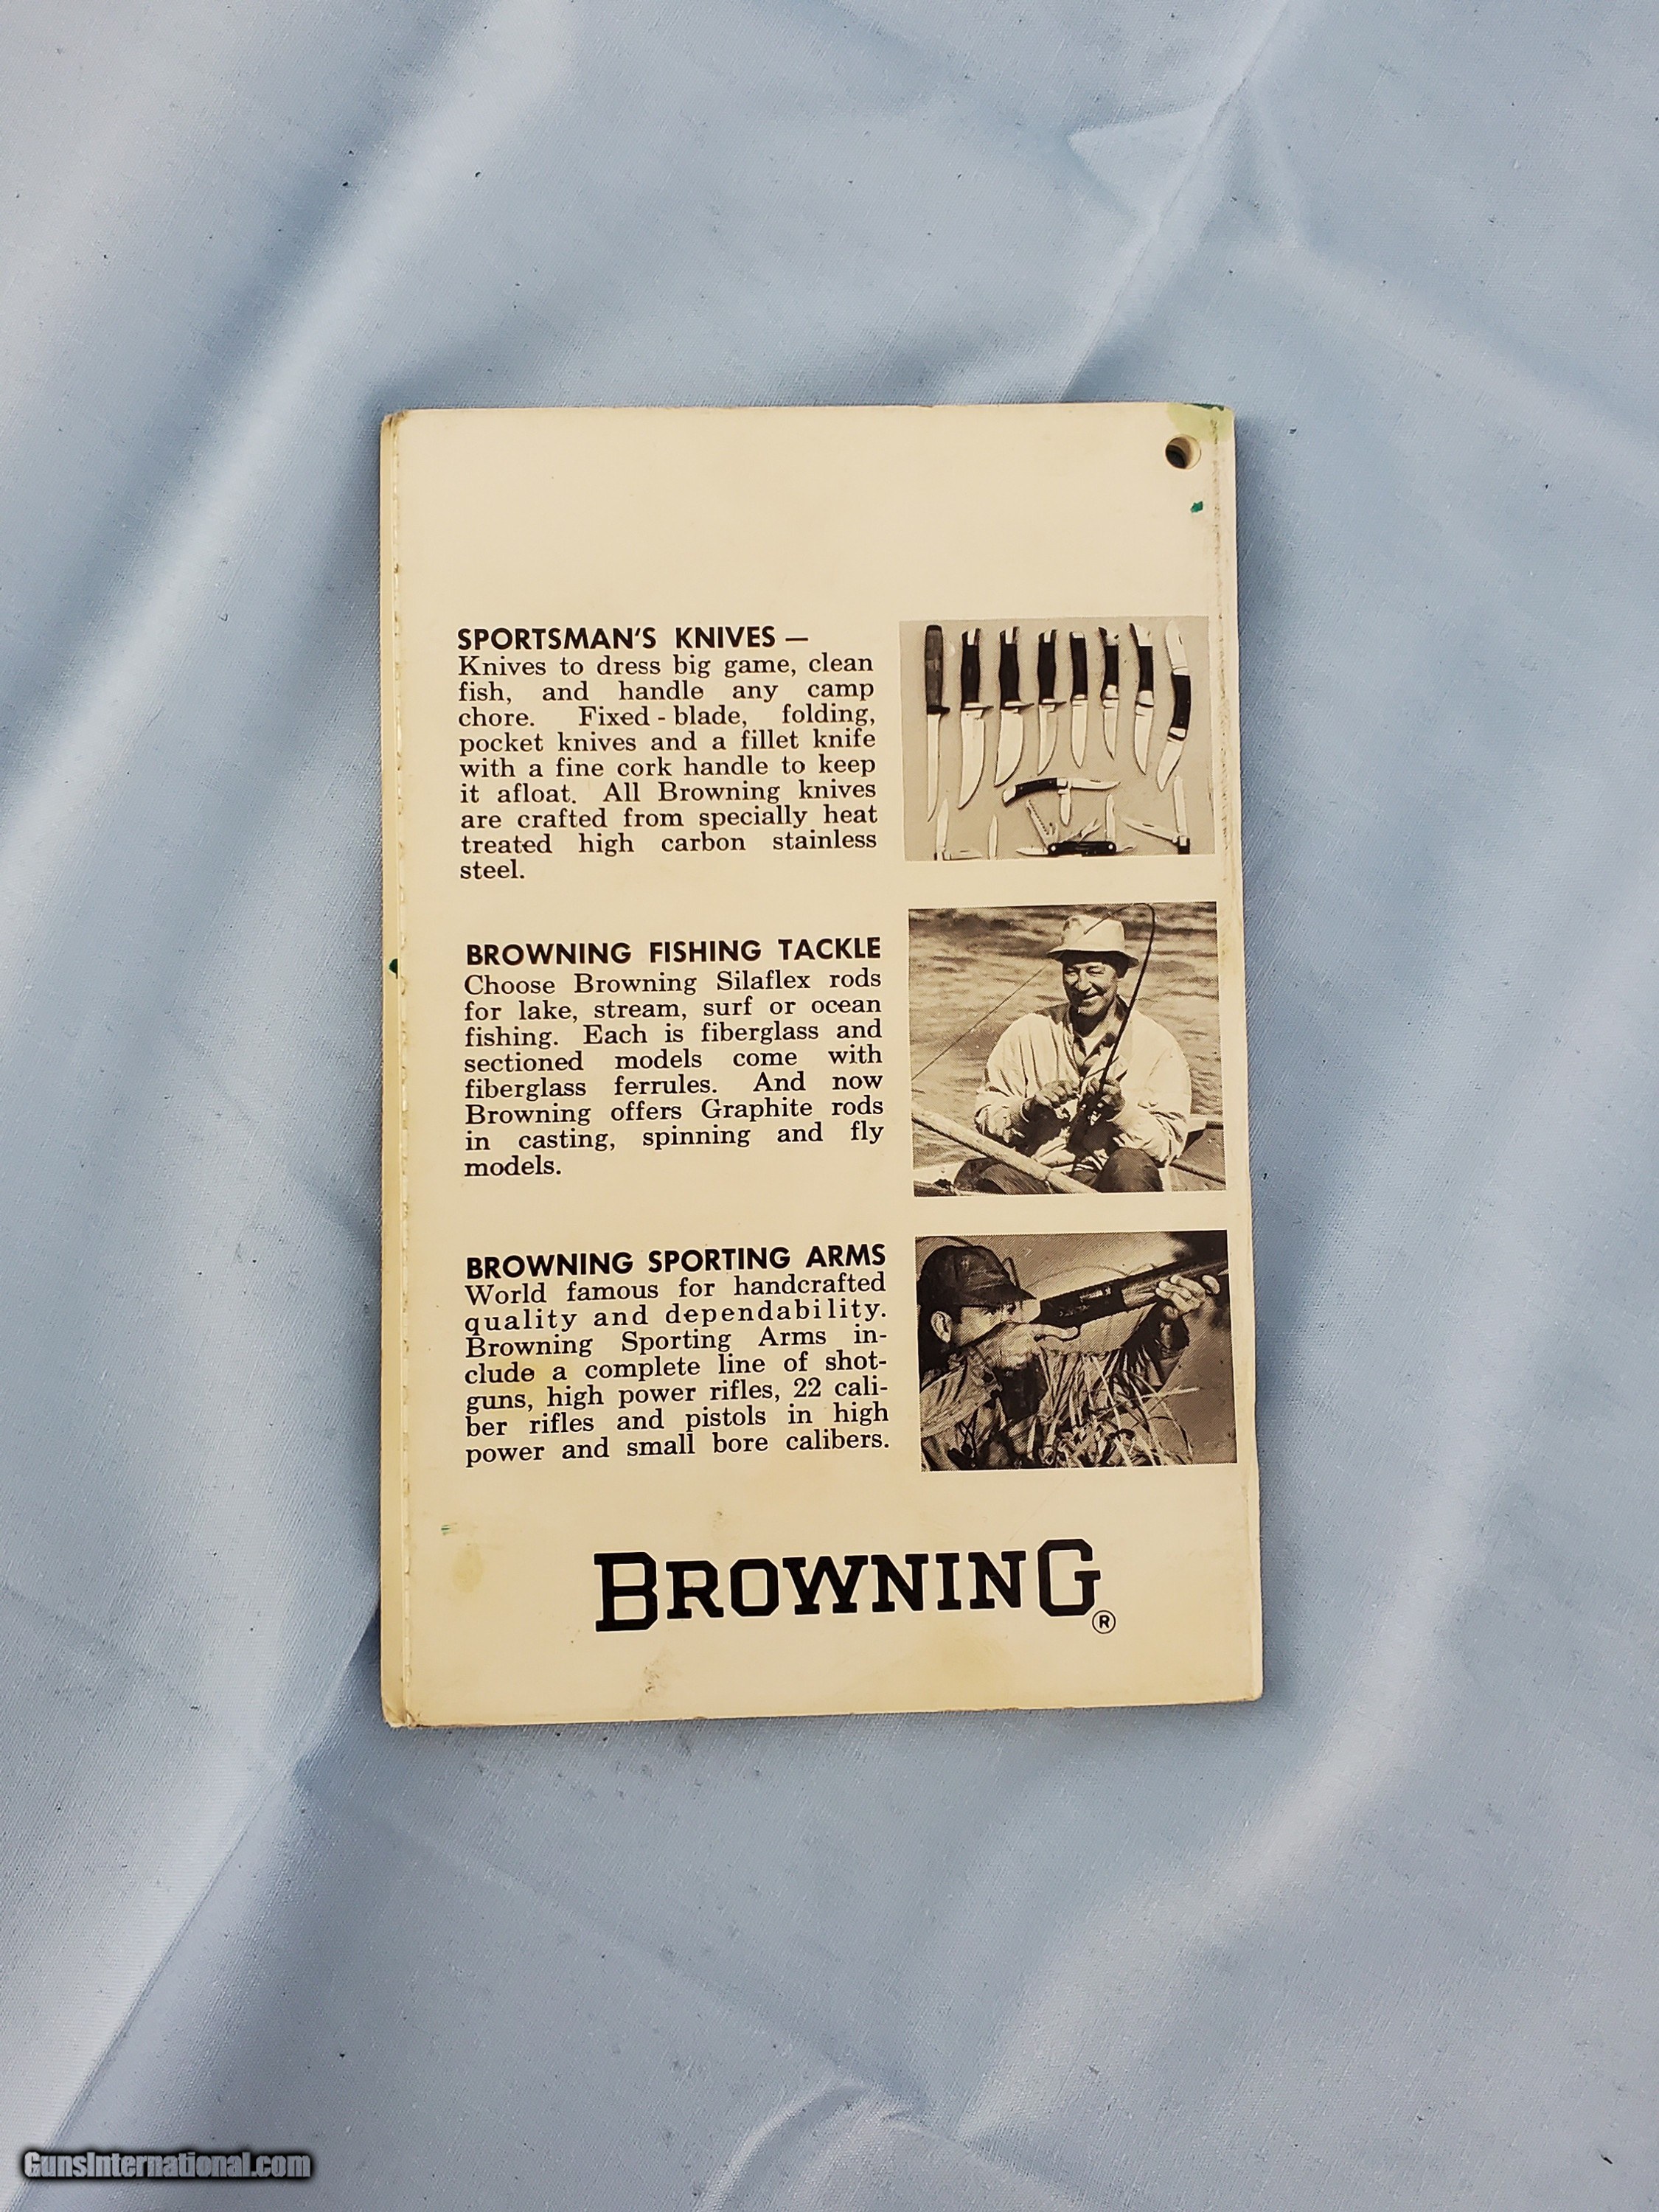 SPORTSMAN'S KNIVES —
Knives to dress big game, clean
fish, and handle any camp
chore. Fixed - blade, folding,
pocket knives and a fillet knife
with a fine cork handle to keep
it afloat. All Browning knives
are crafted from specially heat
treated high carbon stainless
steel.
BROWNING FISHING TACKLE
Choose Browning Silaflex rods
for lake, stream, surf or ocean
fishing. Each is fiberglass and
sectioned models come with
fiberglass ferrules. And now
Browning offers Graphite rods
in casting, spinning and fly
models.
BROWNING SPORTING ARMS
World famous for handcrafted
quality and dependability.
Browning Sporting Arms in-
clude a complete line of shot-
guns, high power rifles, 22 cali-
ber rifles and pistols in high
power and small bore calibers.
BROWNING®
GunsInternational.com